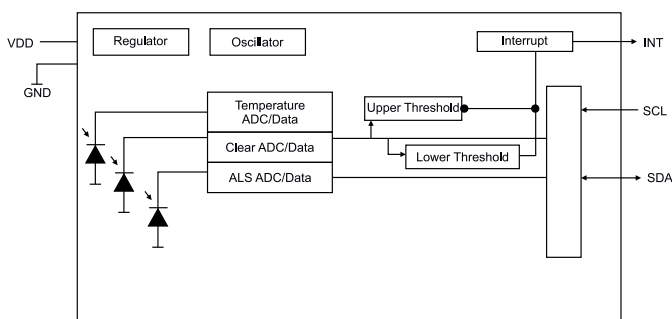 VDD
GND
Regulator
Oscillator
Interrupt
INT
Temperature
ADC/Data
Clear ADC/Data
ALS ADC/Data
Upper Threshold
Lower Threshold
SCL
SDA